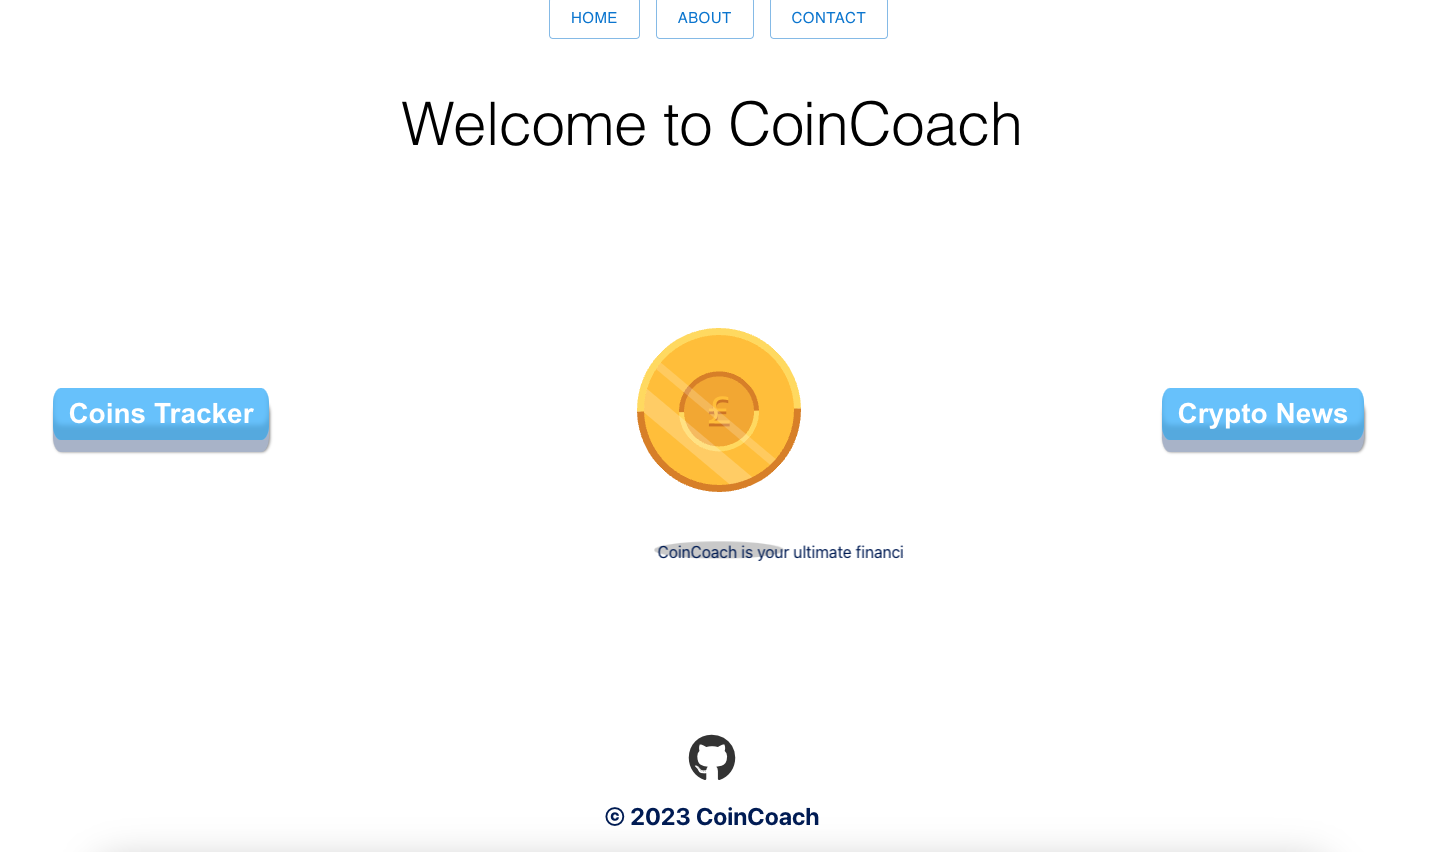 HOME ABOUT CONTACT
Welcome to CoinCoach
Coins Tracker
£
Crypto News
CoinCoach is your ultimate financi
© 2023 CoinCoach